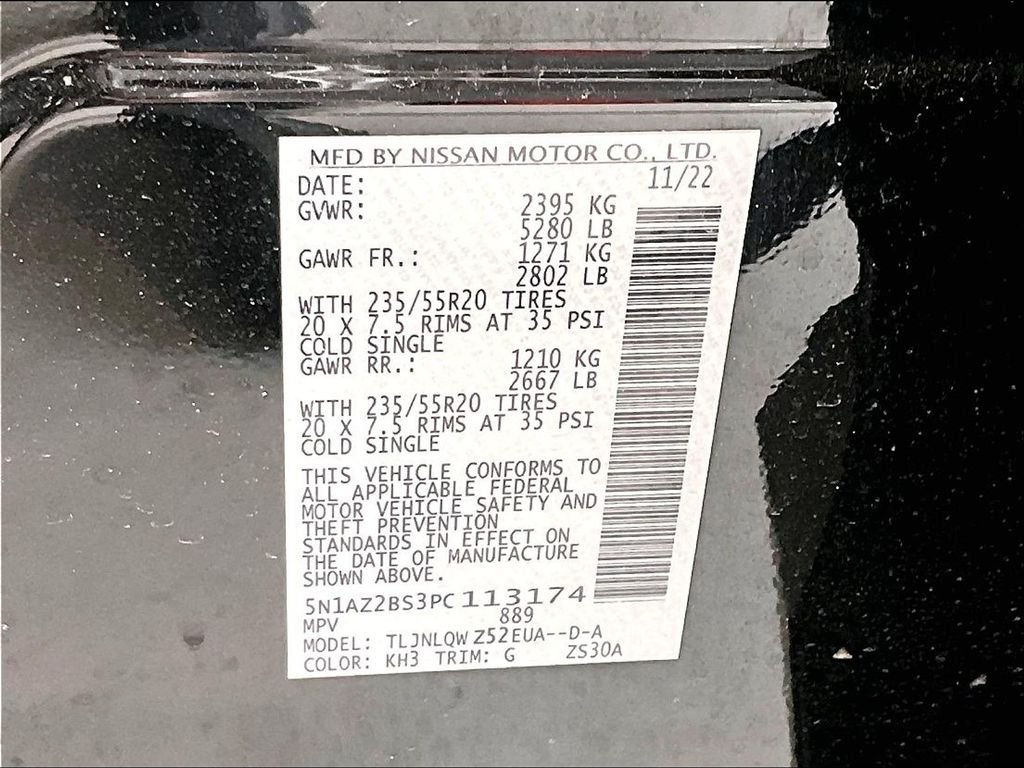 MFD BY NISSAN MOTOR CO., LTD.
DATE: 11/22
GVWR: 2395 KG
5280 LB
GAWR FR.: 1271 KG
2802 LB
WITH 235/55R20 TIRES
20 X 7.5 RIMS AT 35 PSI
COLD SINGLE
GAWR RR.: 1210 KG
2667 LB
WITH 235/55R20 TIRES
20 X 7.5 RIMS AT 35 PSI
COLD SINGLE
THIS VEHICLE CONFORMS TO
ALL APPLICABLE FEDERAL
MOTOR VEHICLE SAFETY AND
THEFT PREVENTION
STANDARDS IN EFFECT ON
THE DATE OF MANUFACTURE
SHOWN ABOVE.
5N1AZ2BS3PC113174
MPV 889
MODEL: TLJNLQW Z52EUA--D-A
COLOR: KH3 TRIM: G ZS30A